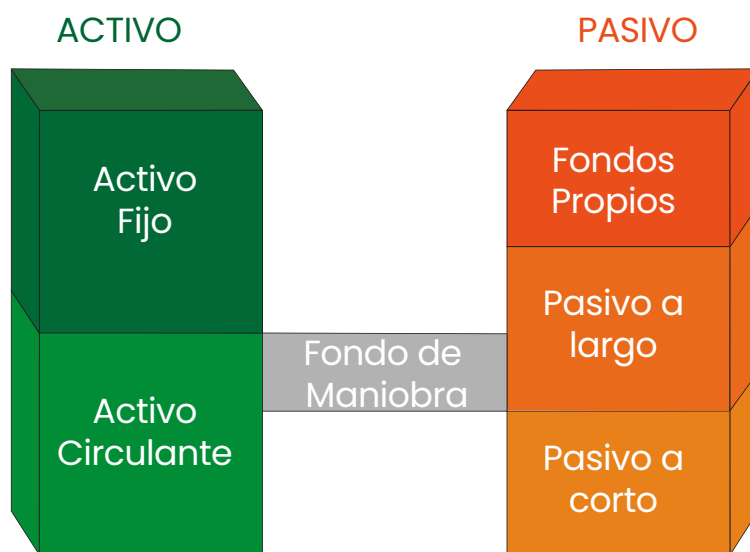 ACTIVO
PASIVO
Activo
Fijo
Fondos
Propios
Pasivo a
largo
Fondo de
Maniobra
Activo
Circulante
Pasivo a
corto